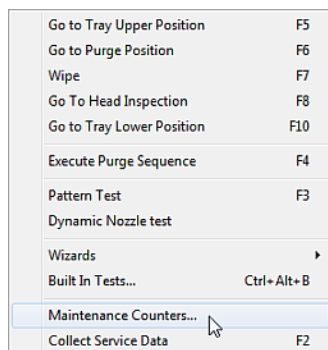 Go to Tray Upper Position F5
Go to Purge Position F6
Wipe F7
Go To Head Inspection F8
Go to Tray Lower Position F10
Execute Purge Sequence F4
Pattern Test F3
Dynamic Nozzle test
Wizards
Built In Tests... Ctrl+Alt+B
Maintenance Counters...
Collect Service Data F2